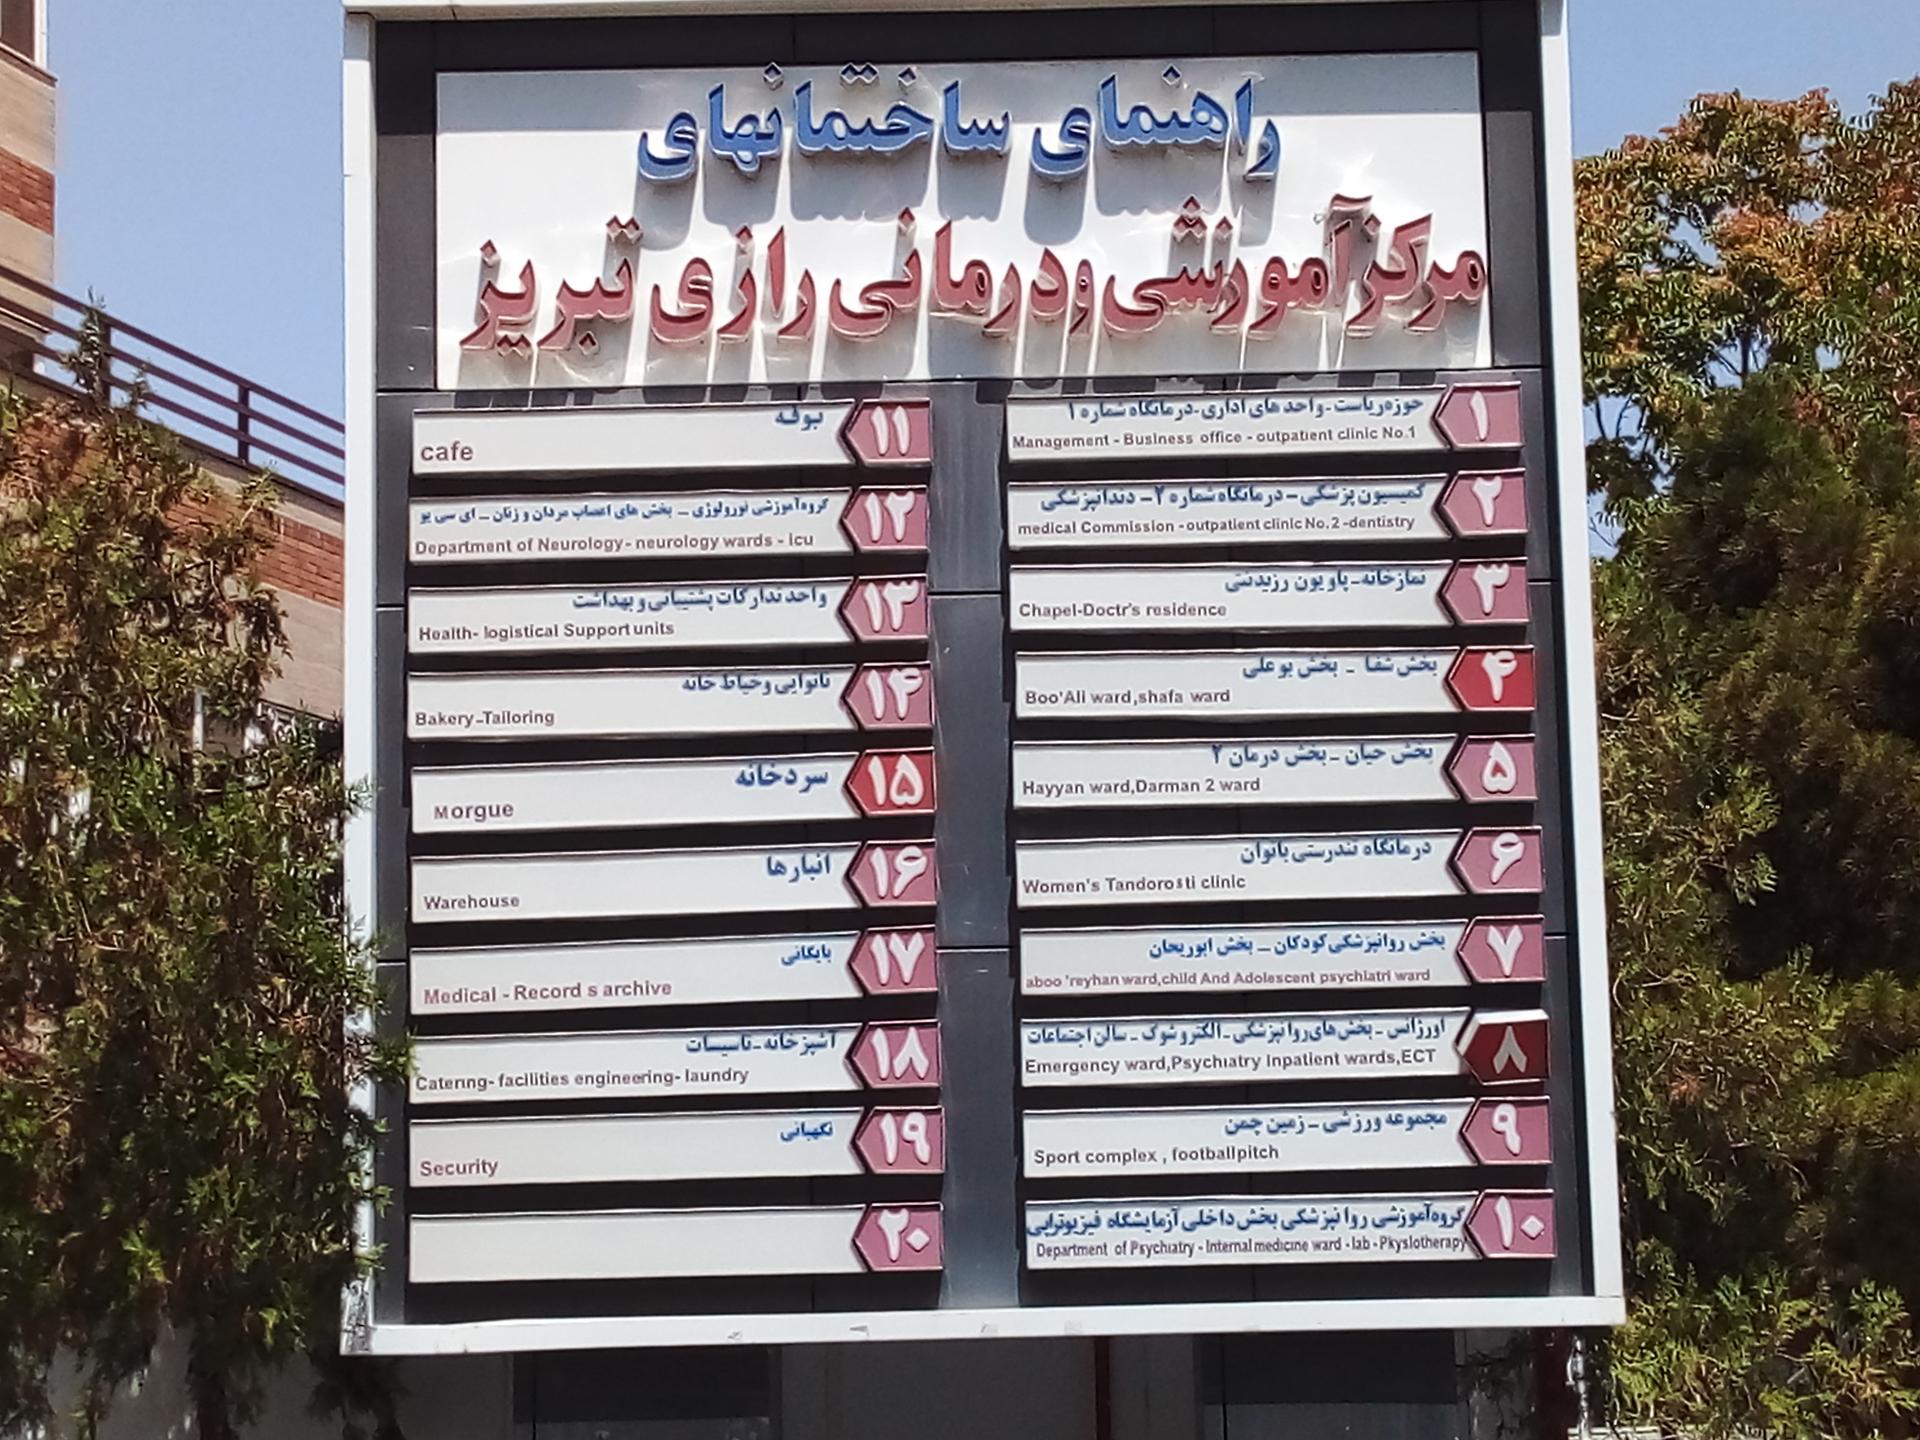 راهنمای ساختمانهای
مرکز آموزشی و درمانی رازی تبریز
۱
حوزه ریاست - واحد های اداری - درمانگاه شماره ۱
Management - Business office - outpatient clinic No.1
۲
کمیسیون پزشکی - درمانگاه شماره ۲ - دندانپزشکی
medical Commission - outpatient clinic No.2 - dentistry
۳
نمازخانه - پاویون رزیدنتی
Chapel-Doctr's residence
۴
بخش شفا - بخش بوعلی
Boo'Ali ward,shafa ward
۵
بخش حیان - بخش درمان ۲
Hayyan ward,Darman 2 ward
۶
درمانگاه تندرستی بانوان
Women's Tandorosti clinic
۷
بخش روانپزشکی کودکان - بخش ابوریحان
aboo 'reyhan ward,child And Adolescent psychiatri ward
۸
اورژانس - بخش های روانپزشکی - الکتروشوک - سالن اجتماعات
Emergency ward,Psychiatry Inpatient wards,ECT
۹
مجموعه ورزشی - زمین چمن
Sport complex , footballpitch
۱۰
گروه آموزشی روانپزشکی بخش داخلی آزمایشگاه فیزیوتراپی
Department of Psychiatry - Internal medicine ward - lab - Pkyslotherapy
۱۱
بوفه
cafe
۱۲
گروه آموزشی نورولوژی - بخش های اعصاب مردان و زنان - ای سی یو
Department of Neurology - neurology wards - icu
۱۳
واحد تدارکات پشتیبانی و بهداشت
Health- logistical Support units
۱۴
نانوایی و خیاط خانه
Bakery-Tailoring
۱۵
سردخانه
Morgue
۱۶
انبارها
Warehouse
۱۷
بایگانی
Medical - Record s archive
۱۸
آشپزخانه - تاسیسات
Catering- facilities engineering- laundry
۱۹
نگهبانی
Security
۲۰